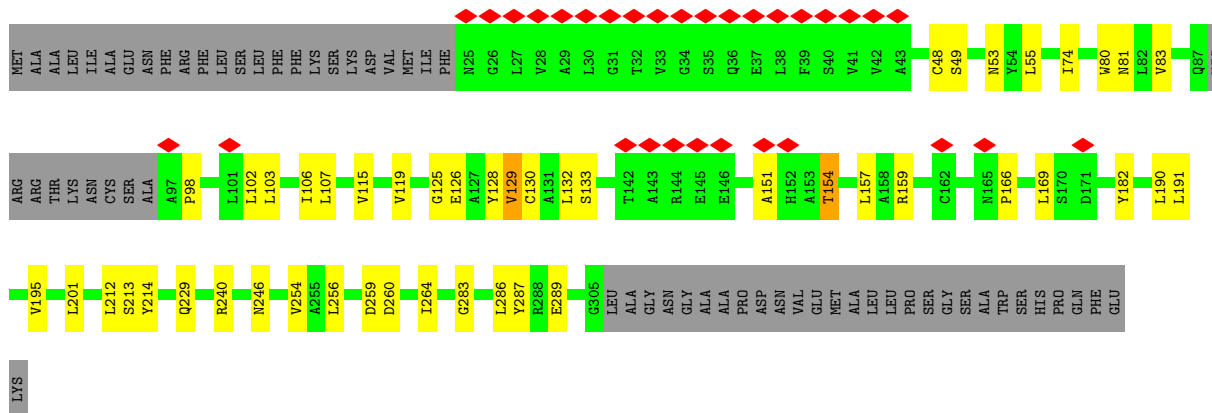 MET ALA ALA LEU ILE ALA GLU ASN PHE ARG PHE LEU SER LEU PHE PHE LYS SER LYS ASP VAL MET ILE PHE N25 G26 L27 V28 A29 L30 G31 T32 V33 G34 S35 Q36 E37 L38 F39 S40 V41 V42 A43 C48 S49 N53 Y54 L55 I74 W80 N81 L82 V83 Q87
ARG ARG THR LYS ASN CYS SER ALA A97 P98 L101 L102 L103 I106 L107 V115 V119 G125 E126 A127 Y128 V129 C130 A131 L132 S133 T142 A143 R144 E145 E146 A151 H152 A153 T154 L157 A158 R159 C162 N165 P166 L169 S170 D171 Y182 L190 L191
V195 L201 L212 S213 Y214 Q229 R240 N246 V254 A255 L256 D259 D260 I264 G283 L286 Y287 R288 E289 G305 LEU ALA GLY ASN GLY ALA ALA PRO ASP ASN VAL GLU MET ALA LEU LEU PRO SER GLY SER ALA TRP SER HIS PRO GLN PHE GLU
LYS